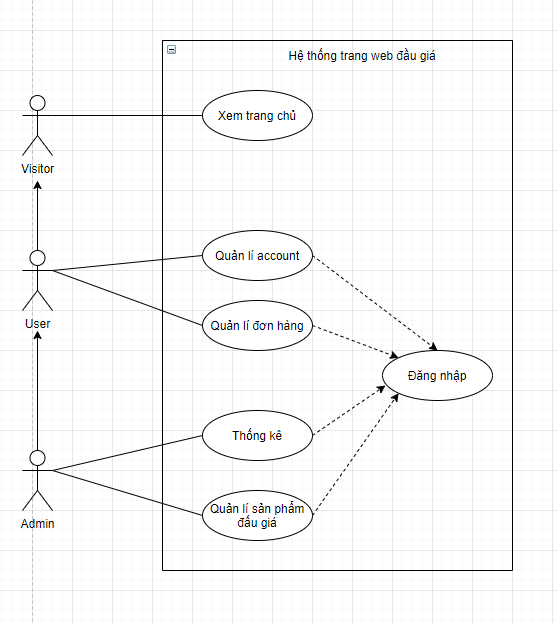 Hệ thống trang web đầu giá
Xem trang chủ
Visitor
Quản lí account
User
Quản lí đơn hàng
Đăng nhập
Thống kê
Quản lí sản phẩm
đấu giá
Admin